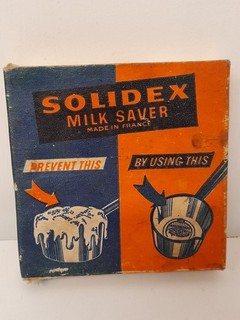 SOLIDEX
MILK SAVER
MADE IN FRANCE
PREVENT THIS
BY USING THIS